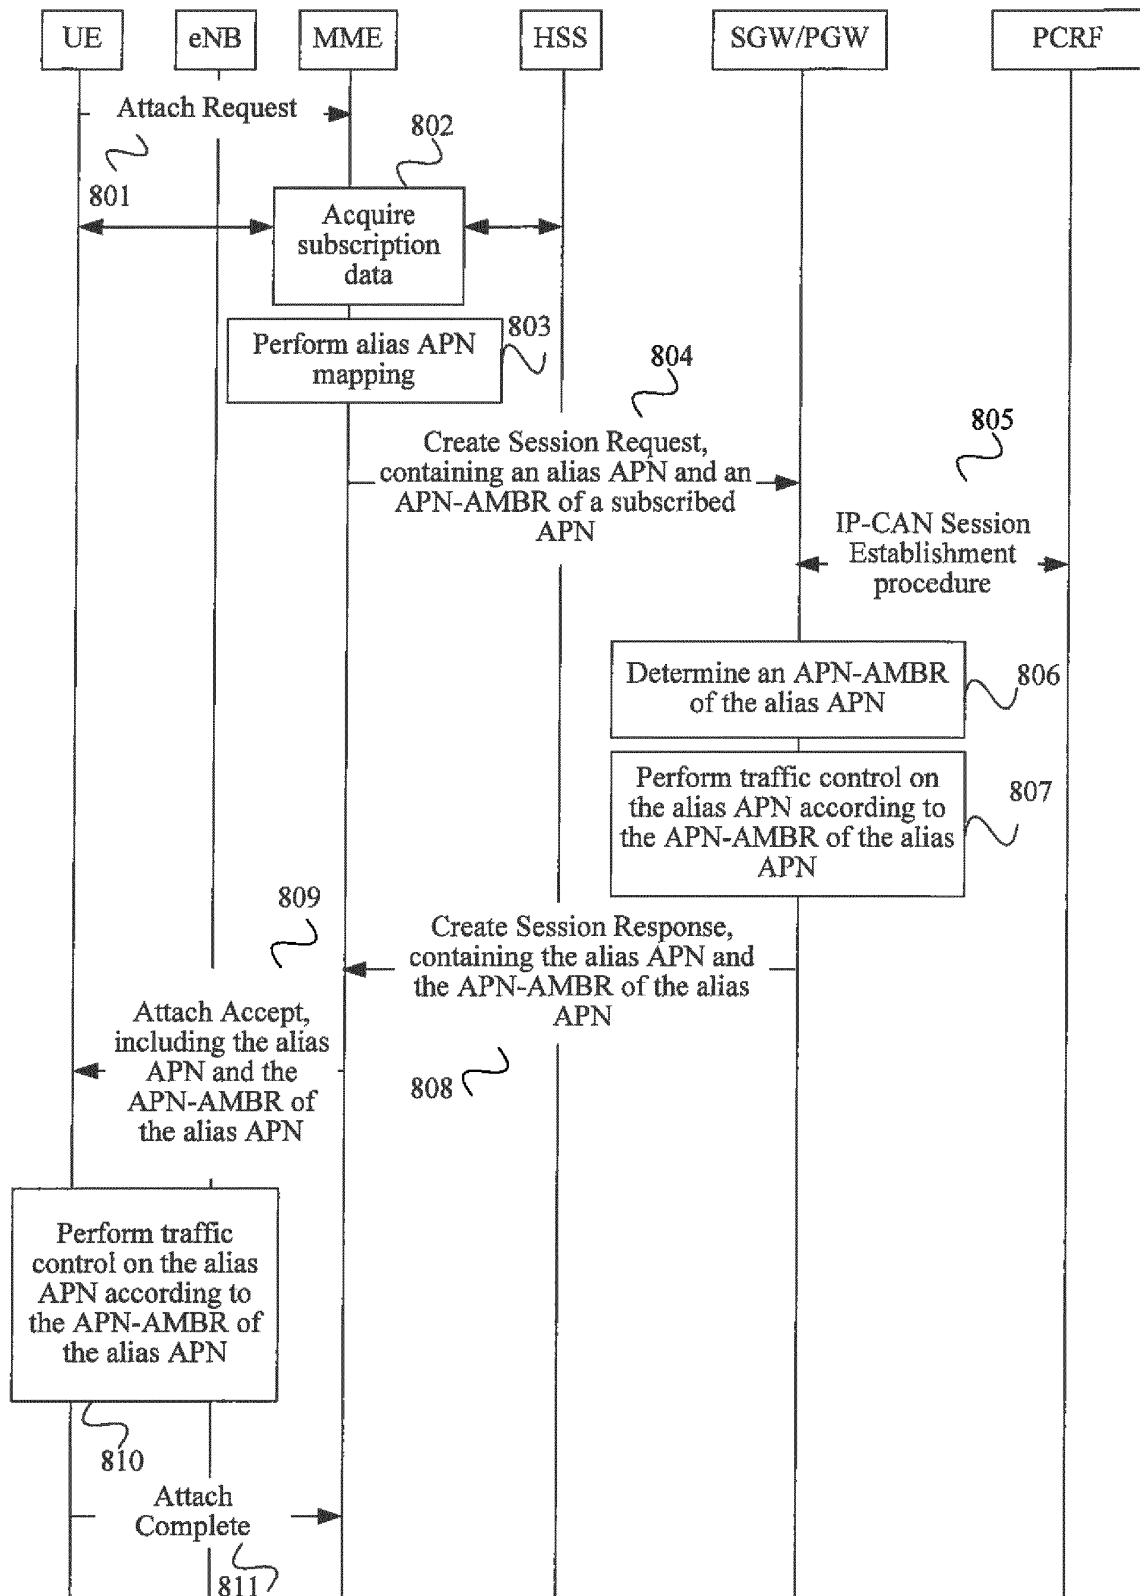 UE
eNB
MME
HSS
SGW/PGW
PCRF
Attach Request
801
802
Acquire
subscription
data
Perform alias APN
mapping
803
804
Create Session Request,
containing an alias APN and an
APN-AMBR of a subscribed
APN
805
IP-CAN Session
Establishment
procedure
Determine an APN-AMBR
of the alias APN
806
Perform traffic control on
the alias APN according to
the APN-AMBR of the alias
APN
807
Create Session Response,
containing the alias APN and
the APN-AMBR of the alias
APN
808
809
Attach Accept,
including the alias
APN and the
APN-AMBR of
the alias APN
Perform traffic
control on the alias
APN according to
the APN-AMBR of
the alias APN
810
Attach
Complete
811